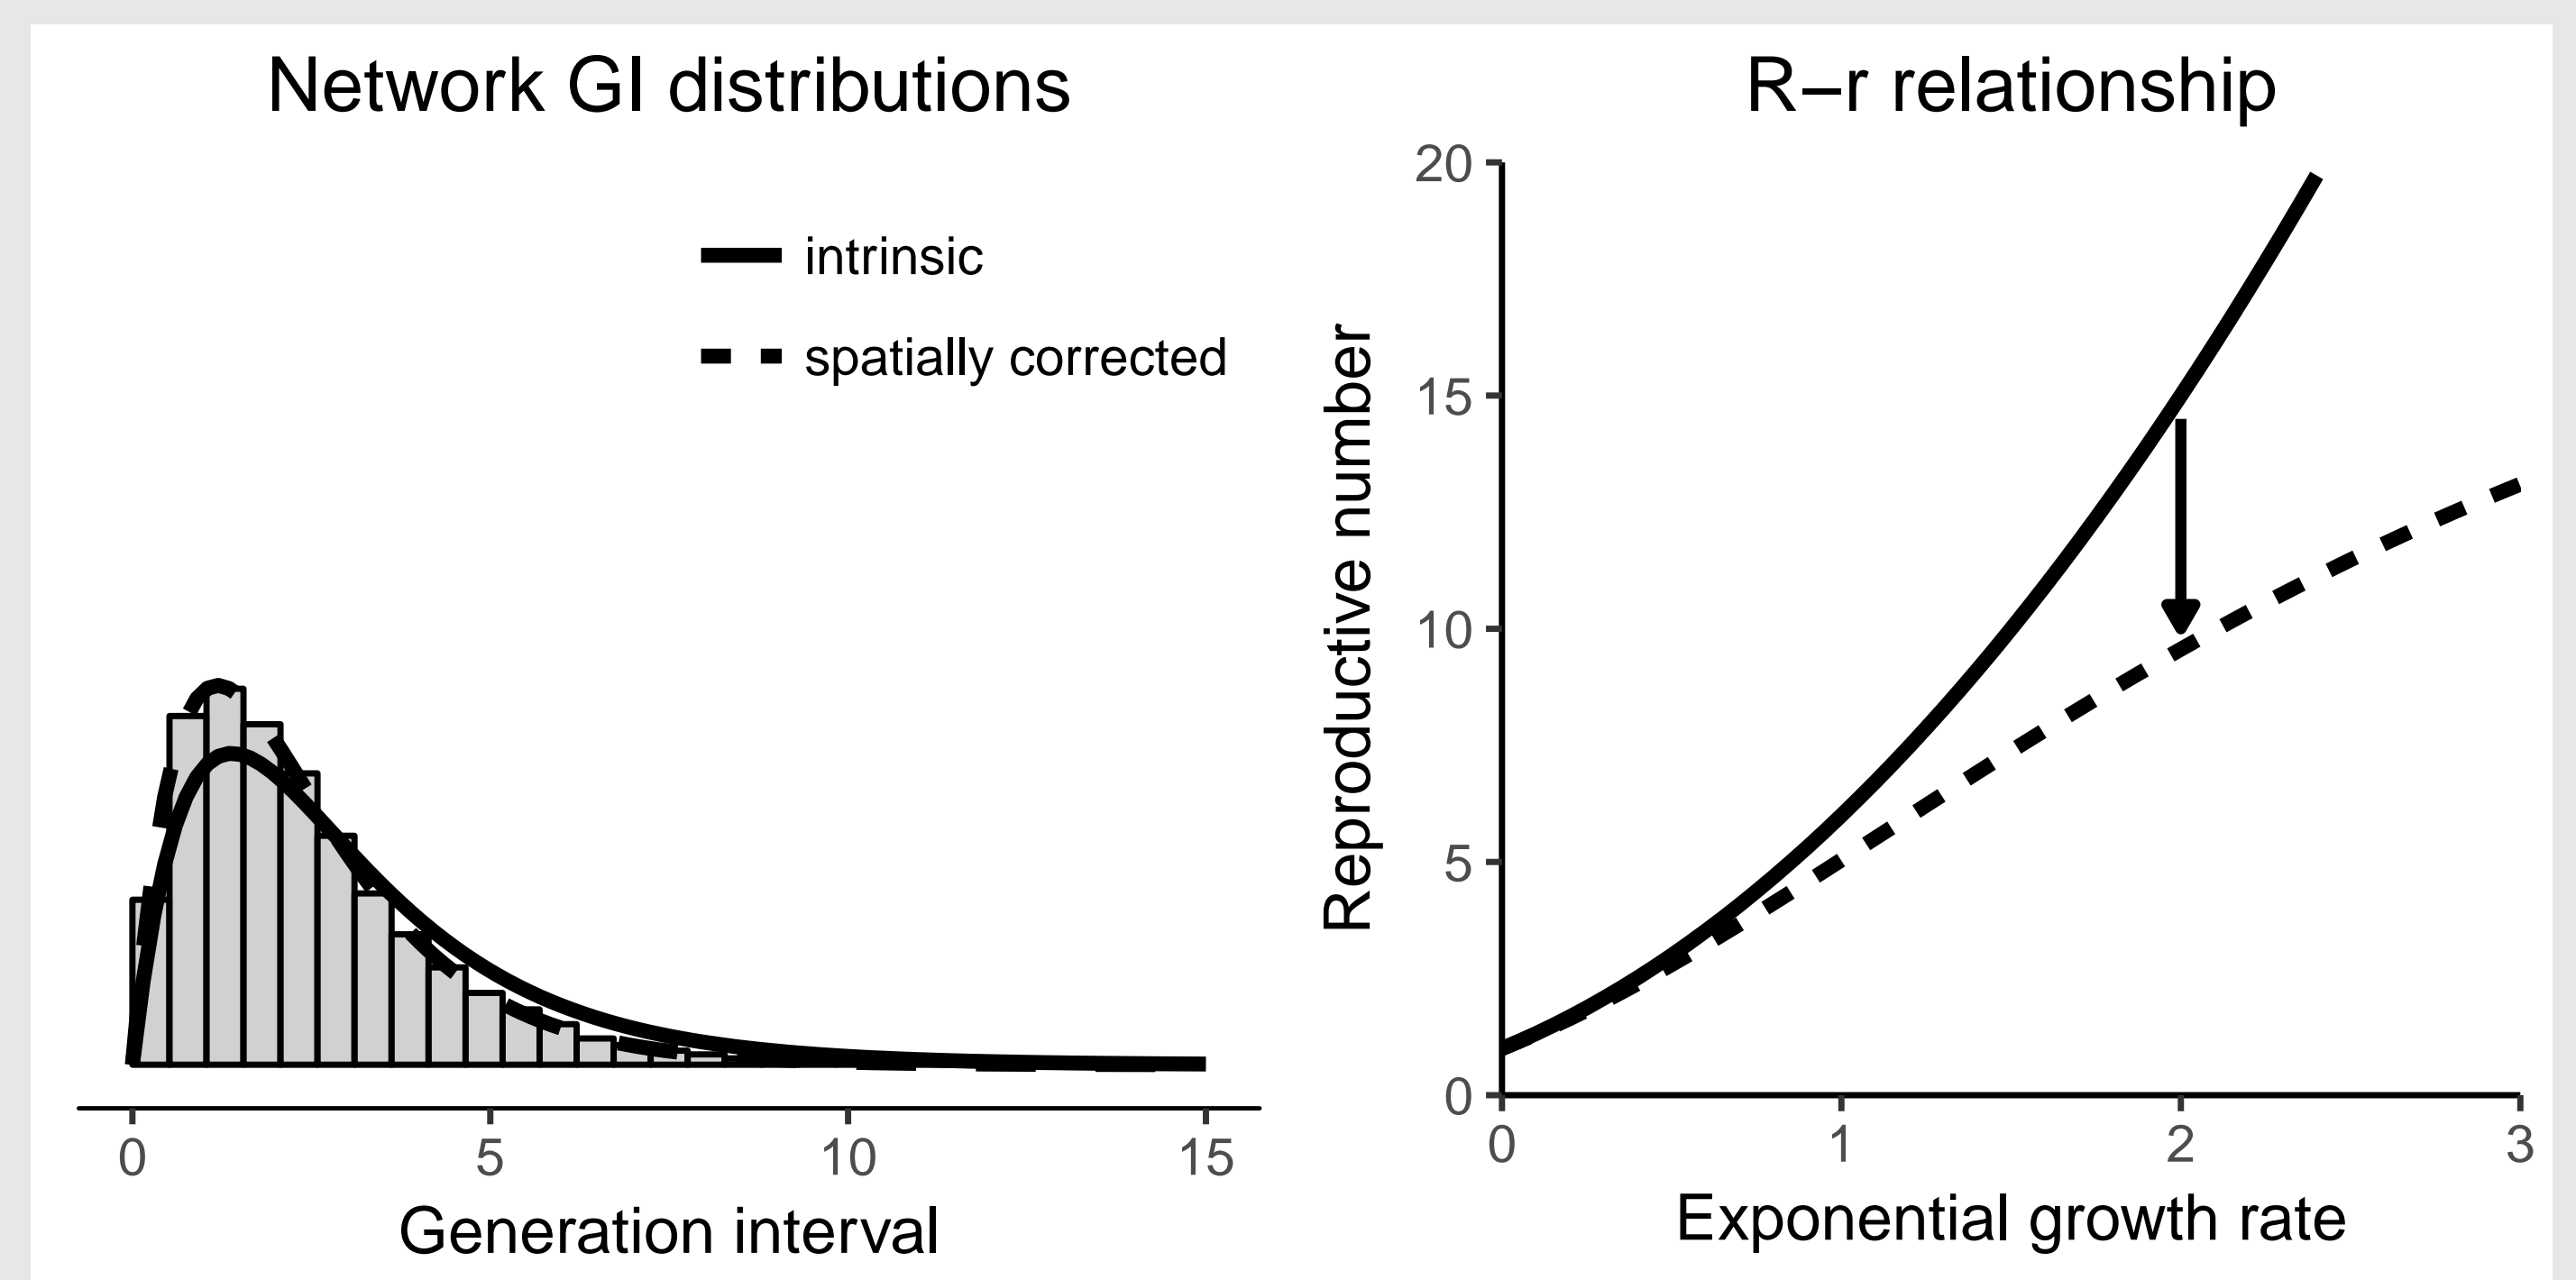 Network GI distributions
intrinsic
spatially corrected
0 5 10 15
Generation interval
R−r relationship
Reproductive number
20
15
10
5
0
0 1 2 3
Exponential growth rate